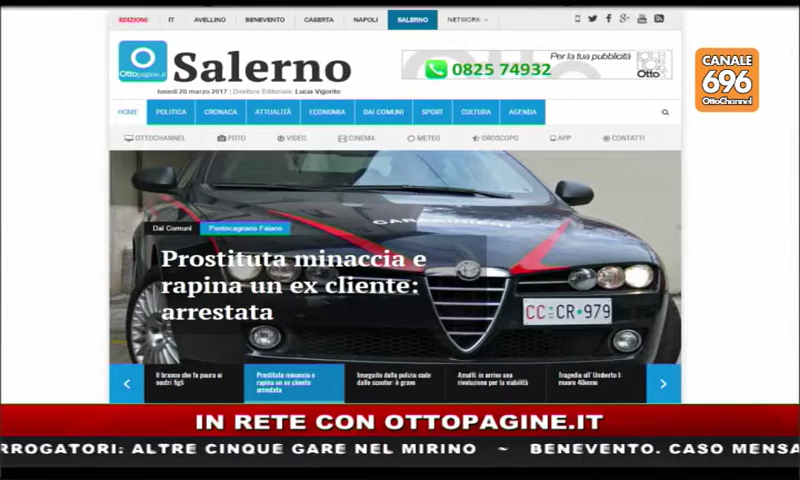 EDIZIONI: IT AVELLINO BENEVENTO CASERTA NAPOLI SALERNO NETWORK
Ottopagine.it
Salerno
Per la tua pubblicità
0825 74932
Otto
CANALE
696
OttoChannel
lunedì 20 marzo 2017 | Direttore Editoriale: Lucia Vigorito
HOME POLITICA CRONACA ATTUALITÀ ECONOMIA DAI COMUNI SPORT CULTURA AGENDA
OTTOCHANNEL FOTO VIDEO CINEMA METEO OROSCOPO APP CONTATTI
CARABINIERI
Dai Comuni Pontecagnano Faiano
Prostituta minaccia e
rapina un ex cliente:
arrestata
CC CR 979
Il branco che fa paura ai
nostri figli
Prostituta minaccia e
rapina un ex cliente
arrestata
Inseguito dalla polizia cade
dallo scooter: è grave
Amalfi: in arrivo una
rivoluzione per la viabilità
Tragedia all'Umberto I:
muore 41enne
IN RETE CON OTTOPAGINE.IT
RROGATORI: ALTRE CINQUE GARE NEL MIRINO ~ BENEVENTO. CASO MENSA